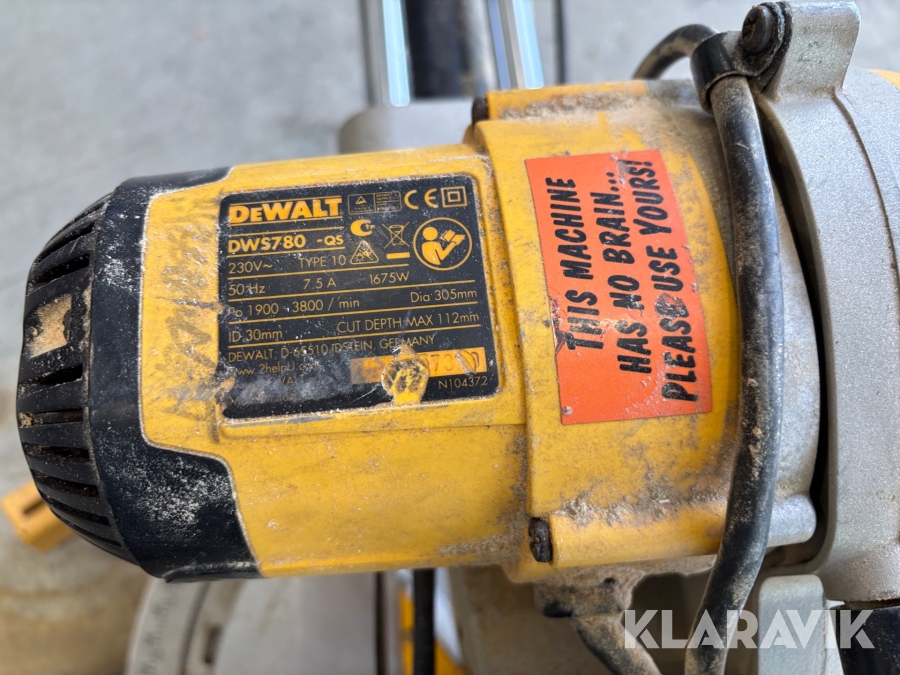 DEWALT
DWS780 -QS
230V~ TYPE 10
50 Hz 7.5 A 1675W
1900 - 3800 / min Dia 305mm
ID 30mm CUT DEPTH MAX 112mm
DEWALT, D-65510 IDSTEIN, GERMANY
N104372
THIS MACHINE
HAS NO BRAIN...
PLEASE USE YOURS!
KLARAVIK